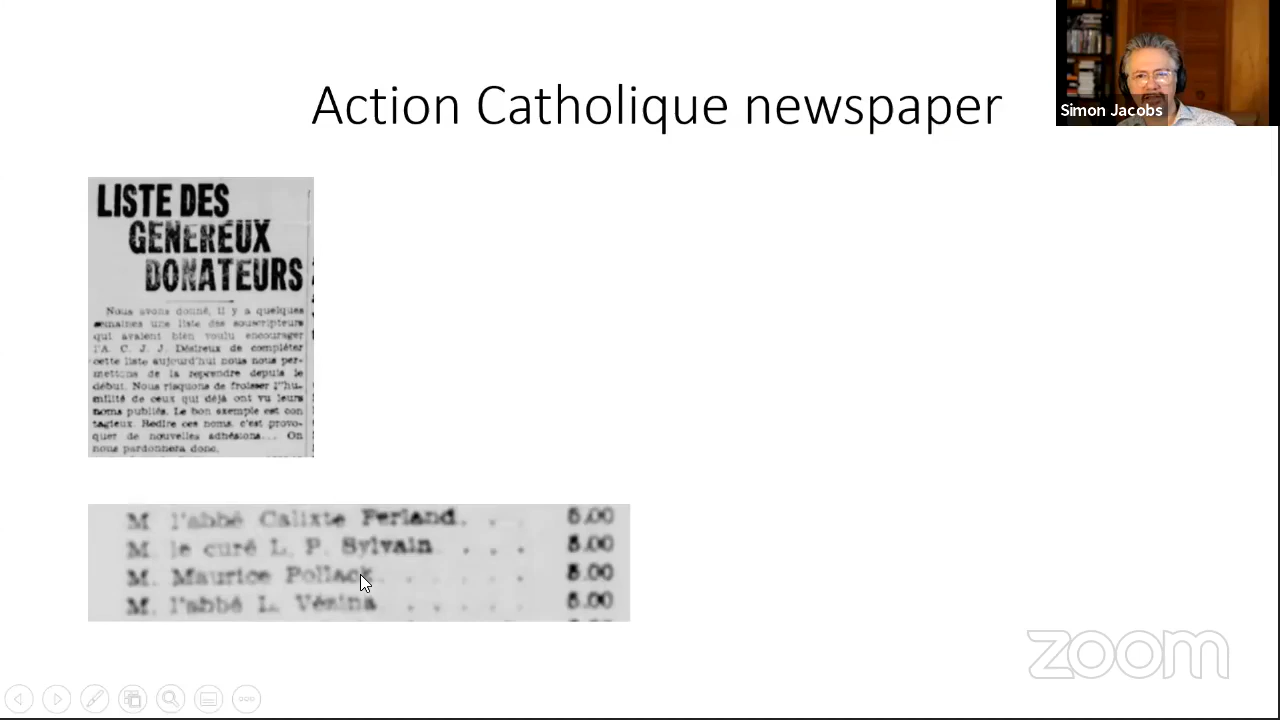 Action Catholique newspaper
Simon Jacobs
LISTE DES
GENEREUX
DONATEURS
Nous avons donné, il y a quelques
semaines une liste des souscripteurs
qui avaient bien voulu encourager
l'A. C. J. J. Désireux de compléter
cette liste aujourd'hui nous nous per-
mettons de la reprendre depuis le
début. Nous risquons de froisser l'hu-
milité de ceux qui déjà ont vu leurs
noms publiés. Le bon exemple est con
tagieux. Redire ces noms, c'est provo-
quer de nouvelles adhésions... On
nous pardonnera donc.
M l'abbé Calixte Ferland. . . 5.00
M. le curé L. P. Sylvain . . . 5.00
M. Maurice Pollack. . . . . 5.00
M. l'abbé L. Vézina . . . . . 5.00
zoom